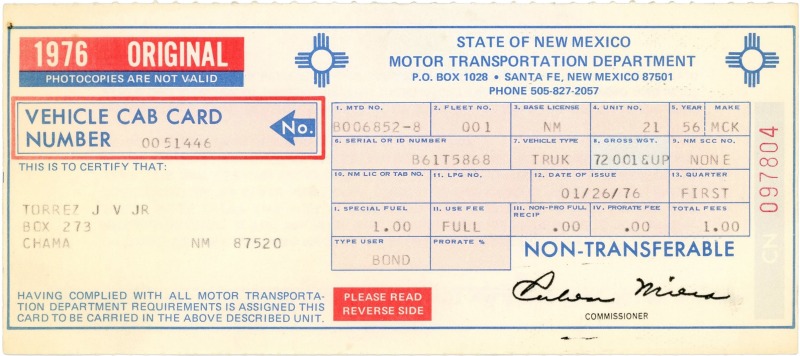 1976 ORIGINAL
PHOTOCOPIES ARE NOT VALID
STATE OF NEW MEXICO
MOTOR TRANSPORTATION DEPARTMENT
P.O. BOX 1028 • SANTA FE, NEW MEXICO 87501
PHONE 505-827-2057
VEHICLE CAB CARD
NUMBER 0051446
No.
THIS IS TO CERTIFY THAT:
TORREZ J V JR
BOX 273
CHAMA NM 87520
1. MTD NO. 2. FLEET NO. 3. BASE LICENSE 4. UNIT NO. 5. YEAR MAKE
B006852-8 001 NM 21 56 MCK
6. SERIAL OR ID NUMBER 7. VEHICLE TYPE 8. GROSS WGT. 9. NM SCC NO.
B61T5868 TRUK 72001&UP NONE
10. NM LIC OR TAB NO. 11. LPG NO. 12. DATE OF ISSUE 13. QUARTER
01/26/76 FIRST
I. SPECIAL FUEL II. USE FEE III. NON-PRO FULL RECIP IV. PRORATE FEE TOTAL FEES
1.00 FULL .00 .00 1.00
TYPE USER PRORATE %
BOND
NON-TRANSFERABLE
HAVING COMPLIED WITH ALL MOTOR TRANSPORTA-
TION DEPARTMENT REQUIREMENTS IS ASSIGNED THIS
CARD TO BE CARRIED IN THE ABOVE DESCRIBED UNIT.
PLEASE READ
REVERSE SIDE
COMMISSIONER
CN 097804